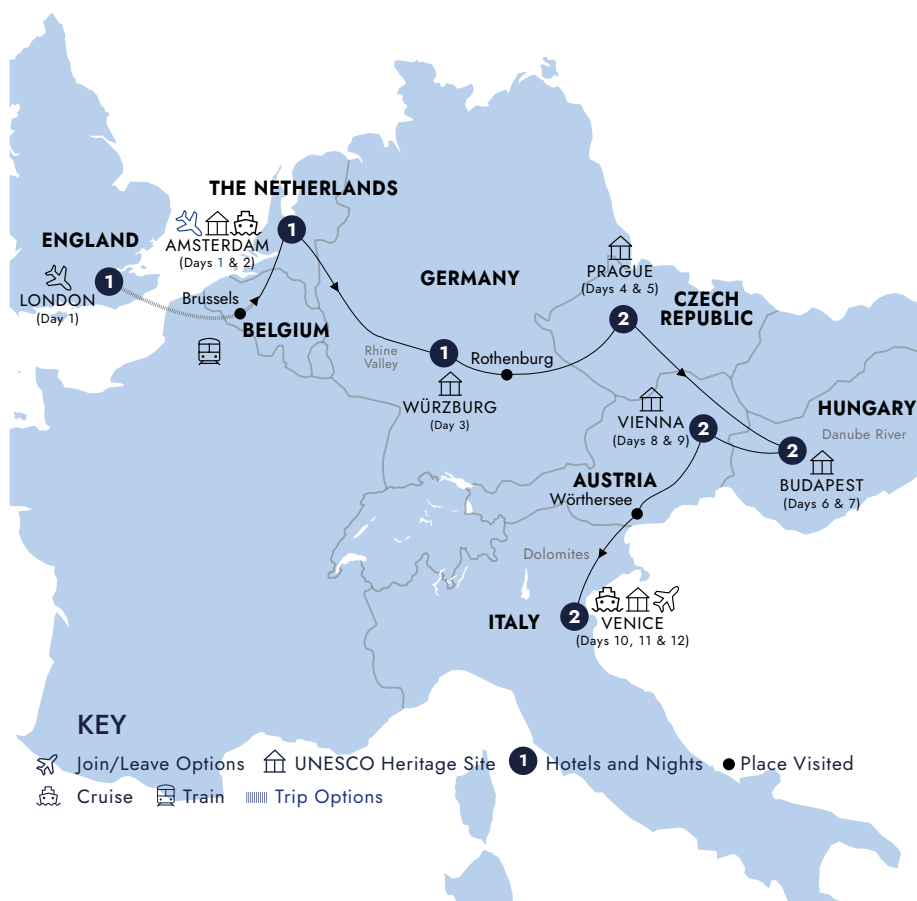 THE NETHERLANDS
AMSTERDAM
(Days 1 & 2)
1
ENGLAND
1
LONDON
(Day 1)
Brussels
BELGIUM
GERMANY
PRAGUE
(Days 4 & 5)
2
CZECH
REPUBLIC
Rhine
Valley
1
Rothenburg
WÜRZBURG
(Day 3)
VIENNA
(Days 8 & 9)
2
HUNGARY
Danube River
2
BUDAPEST
(Days 6 & 7)
AUSTRIA
Wörthersee
Dolomites
ITALY
2
VENICE
(Days 10, 11 & 12)
KEY
Join/Leave Options UNESCO Heritage Site 1 Hotels and Nights Place Visited
Cruise Train Trip Options